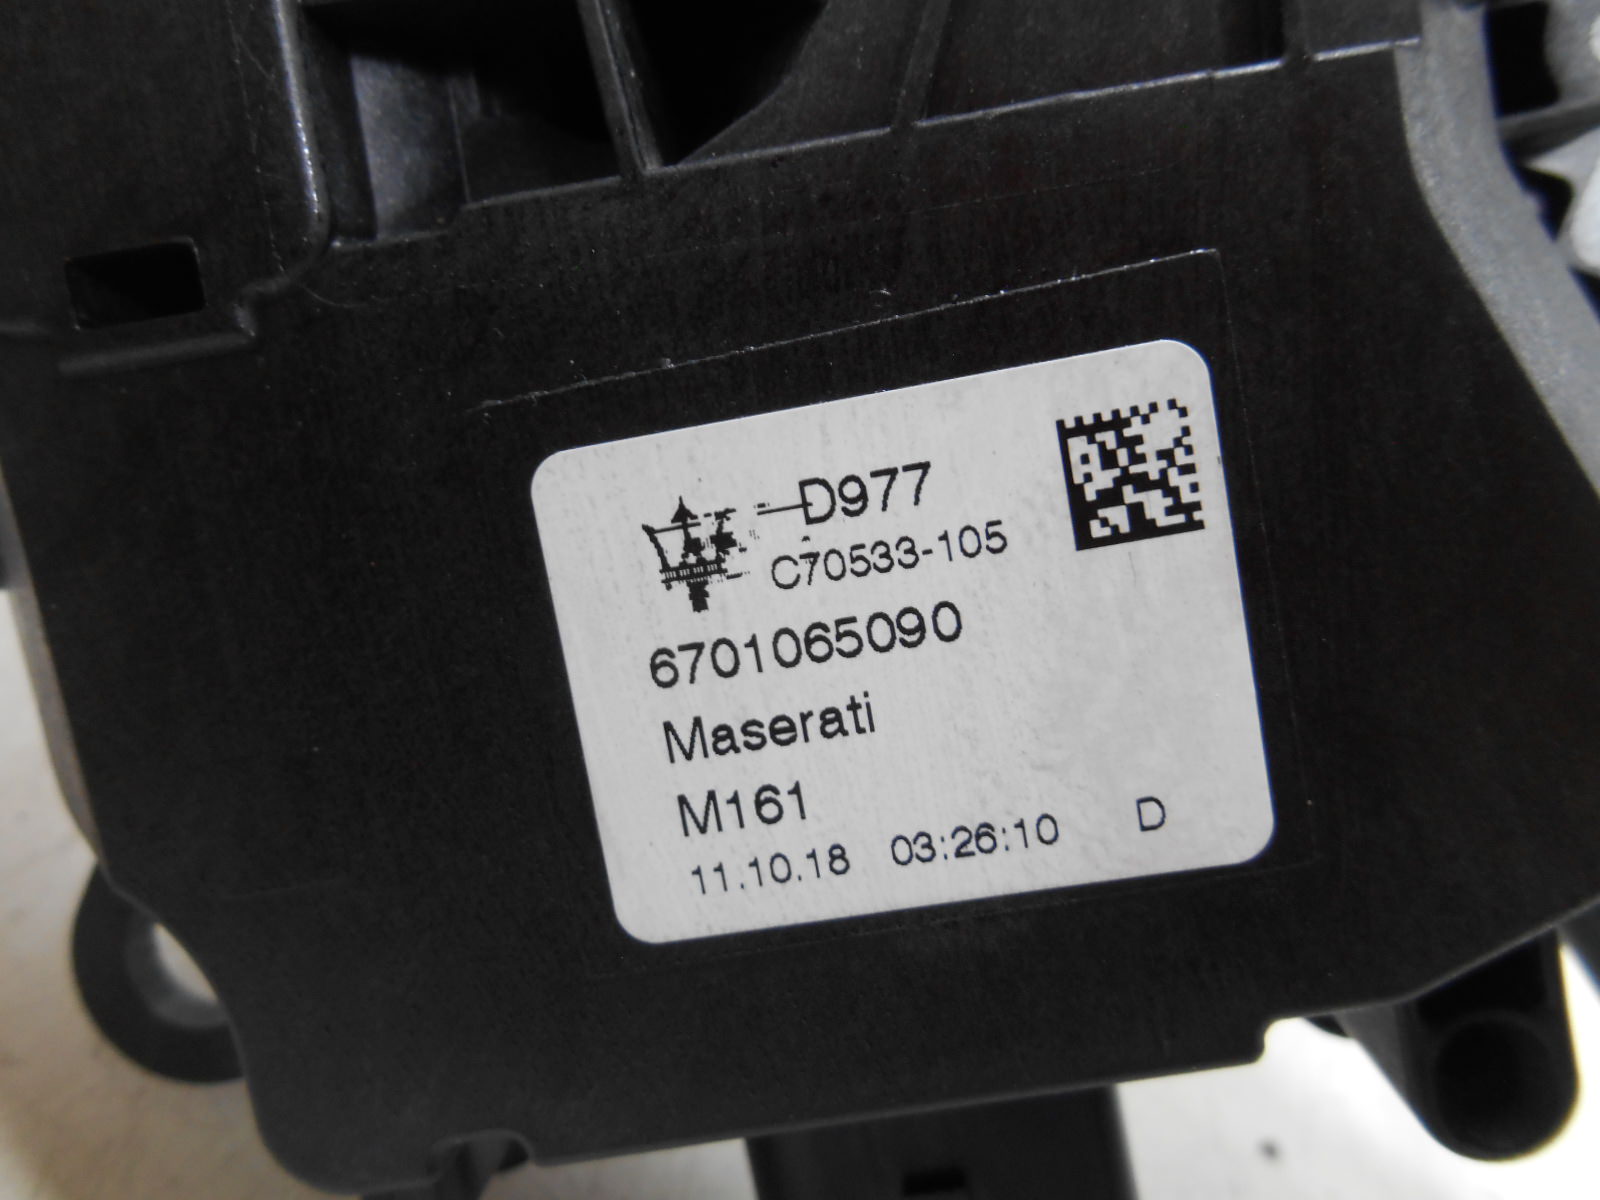 D977
C70533-105
6701065090
Maserati
M161
11.10.18 03:26:10 D